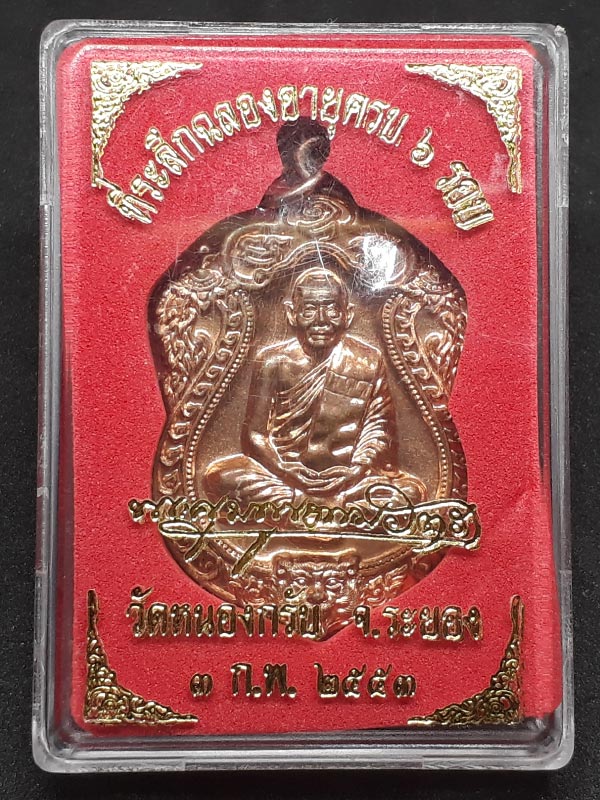 ที่ระลึกฉลองอายุครบ ๖ รอบ
วัดหนองกรับ จ.ระยอง
๓ ก.พ. ๒๕๕๓